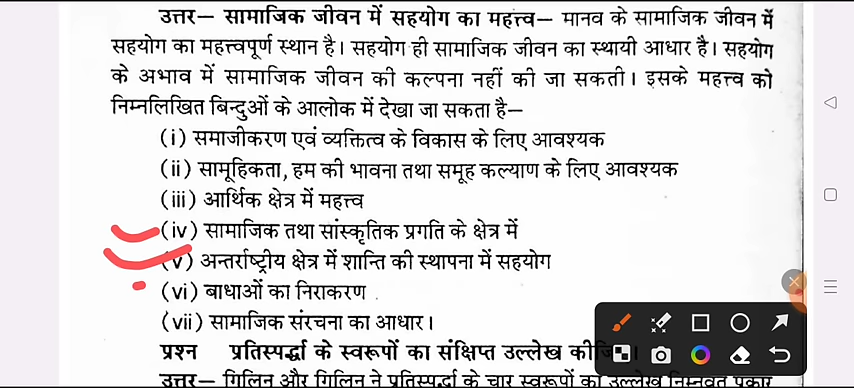 उत्तर— सामाजिक जीवन में सहयोग का महत्त्व— मानव के सामाजिक जीवन में
सहयोग का महत्त्वपूर्ण स्थान है। सहयोग ही सामाजिक जीवन का स्थायी आधार है। सहयोग
के अभाव में सामाजिक जीवन की कल्पना नहीं की जा सकती। इसके महत्त्व को
निम्नलिखित बिन्दुओं के आलोक में देखा जा सकता है—
(i) समाजीकरण एवं व्यक्तित्व के विकास के लिए आवश्यक
(ii) सामूहिकता, हम की भावना तथा समूह कल्याण के लिए आवश्यक
(iii) आर्थिक क्षेत्र में महत्त्व
(iv) सामाजिक तथा सांस्कृतिक प्रगति के क्षेत्र में
(v) अन्तर्राष्ट्रीय क्षेत्र में शान्ति की स्थापना में सहयोग
(vi) बाधाओं का निराकरण
(vii) सामाजिक संरचना का आधार।
प्रश्न प्रतिस्पर्द्धा के स्वरूपों का संक्षिप्त उल्लेख
उत्तर— गिलिन और गिलिन ने प्रतिस्पर्द्धा के चार स्वरूपों का उल्लेख निम्नवत् प्रकार